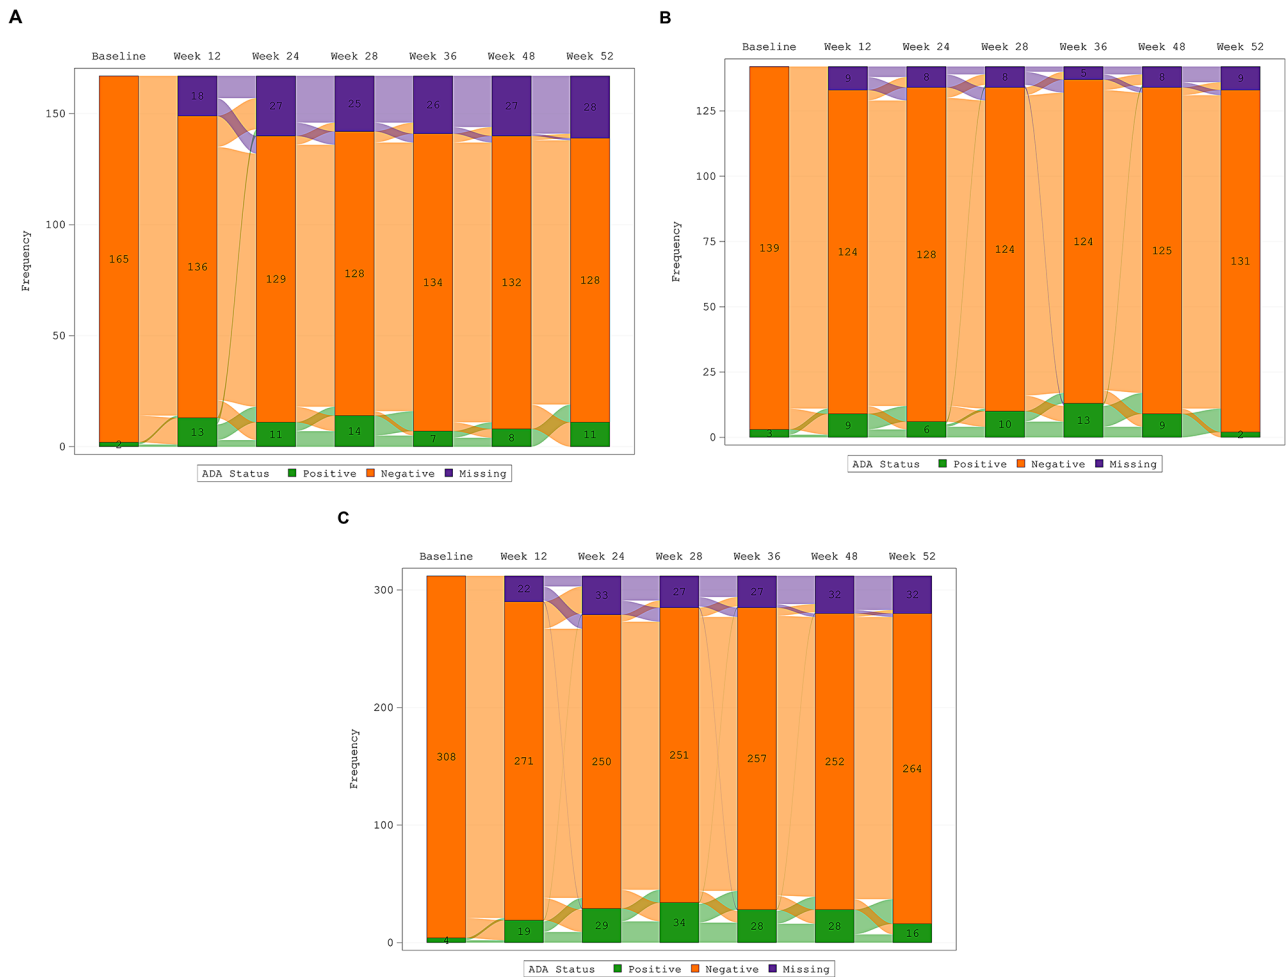 A
Baseline Week 12 Week 24 Week 28 Week 36 Week 48 Week 52
150
100
50
0
Frequency
18 27 25 26 27 28
165 136 129 128 134 132 128
2 13 11 14 7 8 11
ADA Status Positive Negative Missing
B
Baseline Week 12 Week 24 Week 28 Week 36 Week 48 Week 52
125
100
75
50
25
0
Frequency
9 8 8 5 8 9
139 124 128 124 124 125 131
3 9 6 10 13 9 2
ADA Status Positive Negative Missing
C
Baseline Week 12 Week 24 Week 28 Week 36 Week 48 Week 52
300
200
100
0
Frequency
22 33 27 27 32 32
308 271 250 251 257 252 264
4 19 29 34 28 28 16
ADA Status Positive Negative Missing